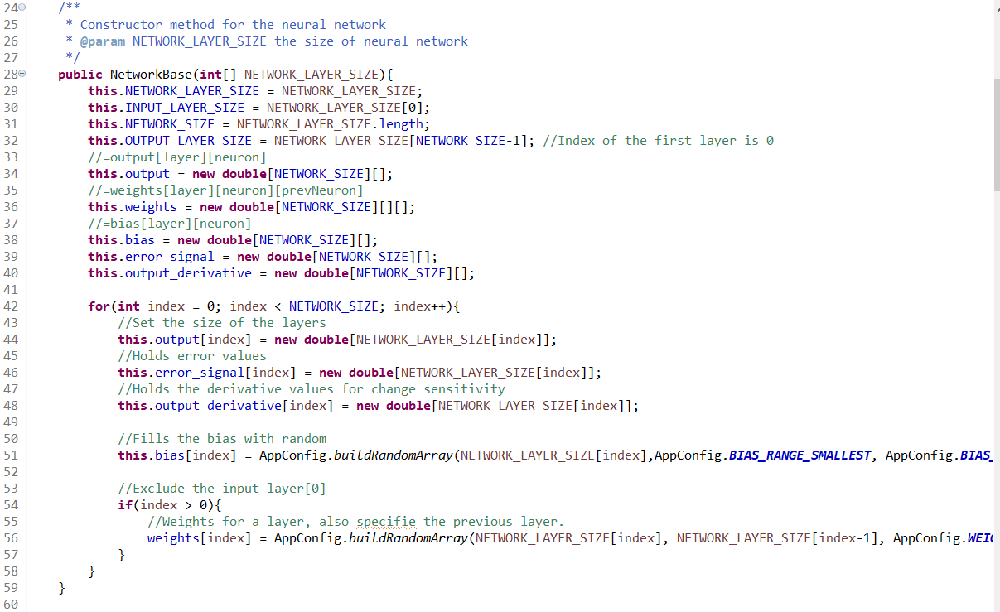 24 /**
25 * Constructor method for the neural network
26 * @param NETWORK_LAYER_SIZE the size of neural network
27 */
28 public NetworkBase(int[] NETWORK_LAYER_SIZE){
29 this.NETWORK_LAYER_SIZE = NETWORK_LAYER_SIZE;
30 this.INPUT_LAYER_SIZE = NETWORK_LAYER_SIZE[0];
31 this.NETWORK_SIZE = NETWORK_LAYER_SIZE.length;
32 this.OUTPUT_LAYER_SIZE = NETWORK_LAYER_SIZE[NETWORK_SIZE-1]; //Index of the first layer is 0
33 //=output[layer][neuron]
34 this.output = new double[NETWORK_SIZE][];
35 //=weights[layer][neuron][prevNeuron]
36 this.weights = new double[NETWORK_SIZE][][];
37 //=bias[layer][neuron]
38 this.bias = new double[NETWORK_SIZE][];
39 this.error_signal = new double[NETWORK_SIZE][];
40 this.output_derivative = new double[NETWORK_SIZE][];
41
42 for(int index = 0; index < NETWORK_SIZE; index++){
43 //Set the size of the layers
44 this.output[index] = new double[NETWORK_LAYER_SIZE[index]];
45 //Holds error values
46 this.error_signal[index] = new double[NETWORK_LAYER_SIZE[index]];
47 //Holds the derivative values for change sensitivity
48 this.output_derivative[index] = new double[NETWORK_LAYER_SIZE[index]];
49
50 //Fills the bias with random
51 this.bias[index] = AppConfig.buildRandomArray(NETWORK_LAYER_SIZE[index],AppConfig.BIAS_RANGE_SMALLEST, AppConfig.BIAS_
52
53 //Exclude the input layer[0]
54 if(index > 0){
55 //Weights for a layer, also specifie the previous layer.
56 weights[index] = AppConfig.buildRandomArray(NETWORK_LAYER_SIZE[index], NETWORK_LAYER_SIZE[index-1], AppConfig.WEIG
57 }
58 }
59 }
60